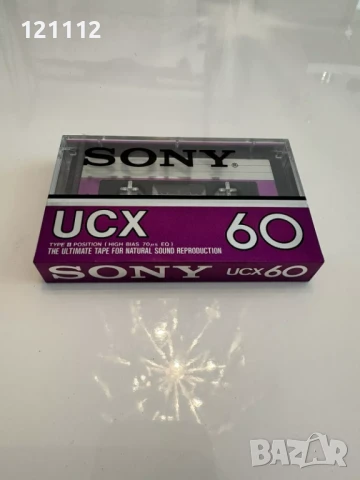 121112
SONY®
UCX 60
TYPE II POSITION (HIGH BIAS 70μs EQ)
THE ULTIMATE TAPE FOR NATURAL SOUND REPRODUCTION
SONY UCX60
BAZAR